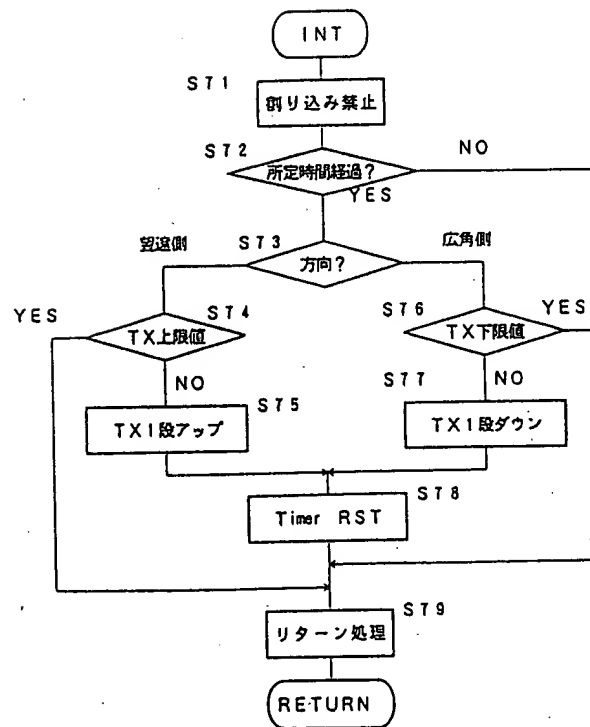 INT
S71
割り込み禁止
S72
所定時間経過?
NO
YES
望遠側
S73
広角側
方向?
YES
S74
TX上限値
S76
YES
TX下限値
NO
S75
S77
NO
TX1段アップ
TX1段ダウン
S78
Timer RST
S79
リターン処理
RETURN